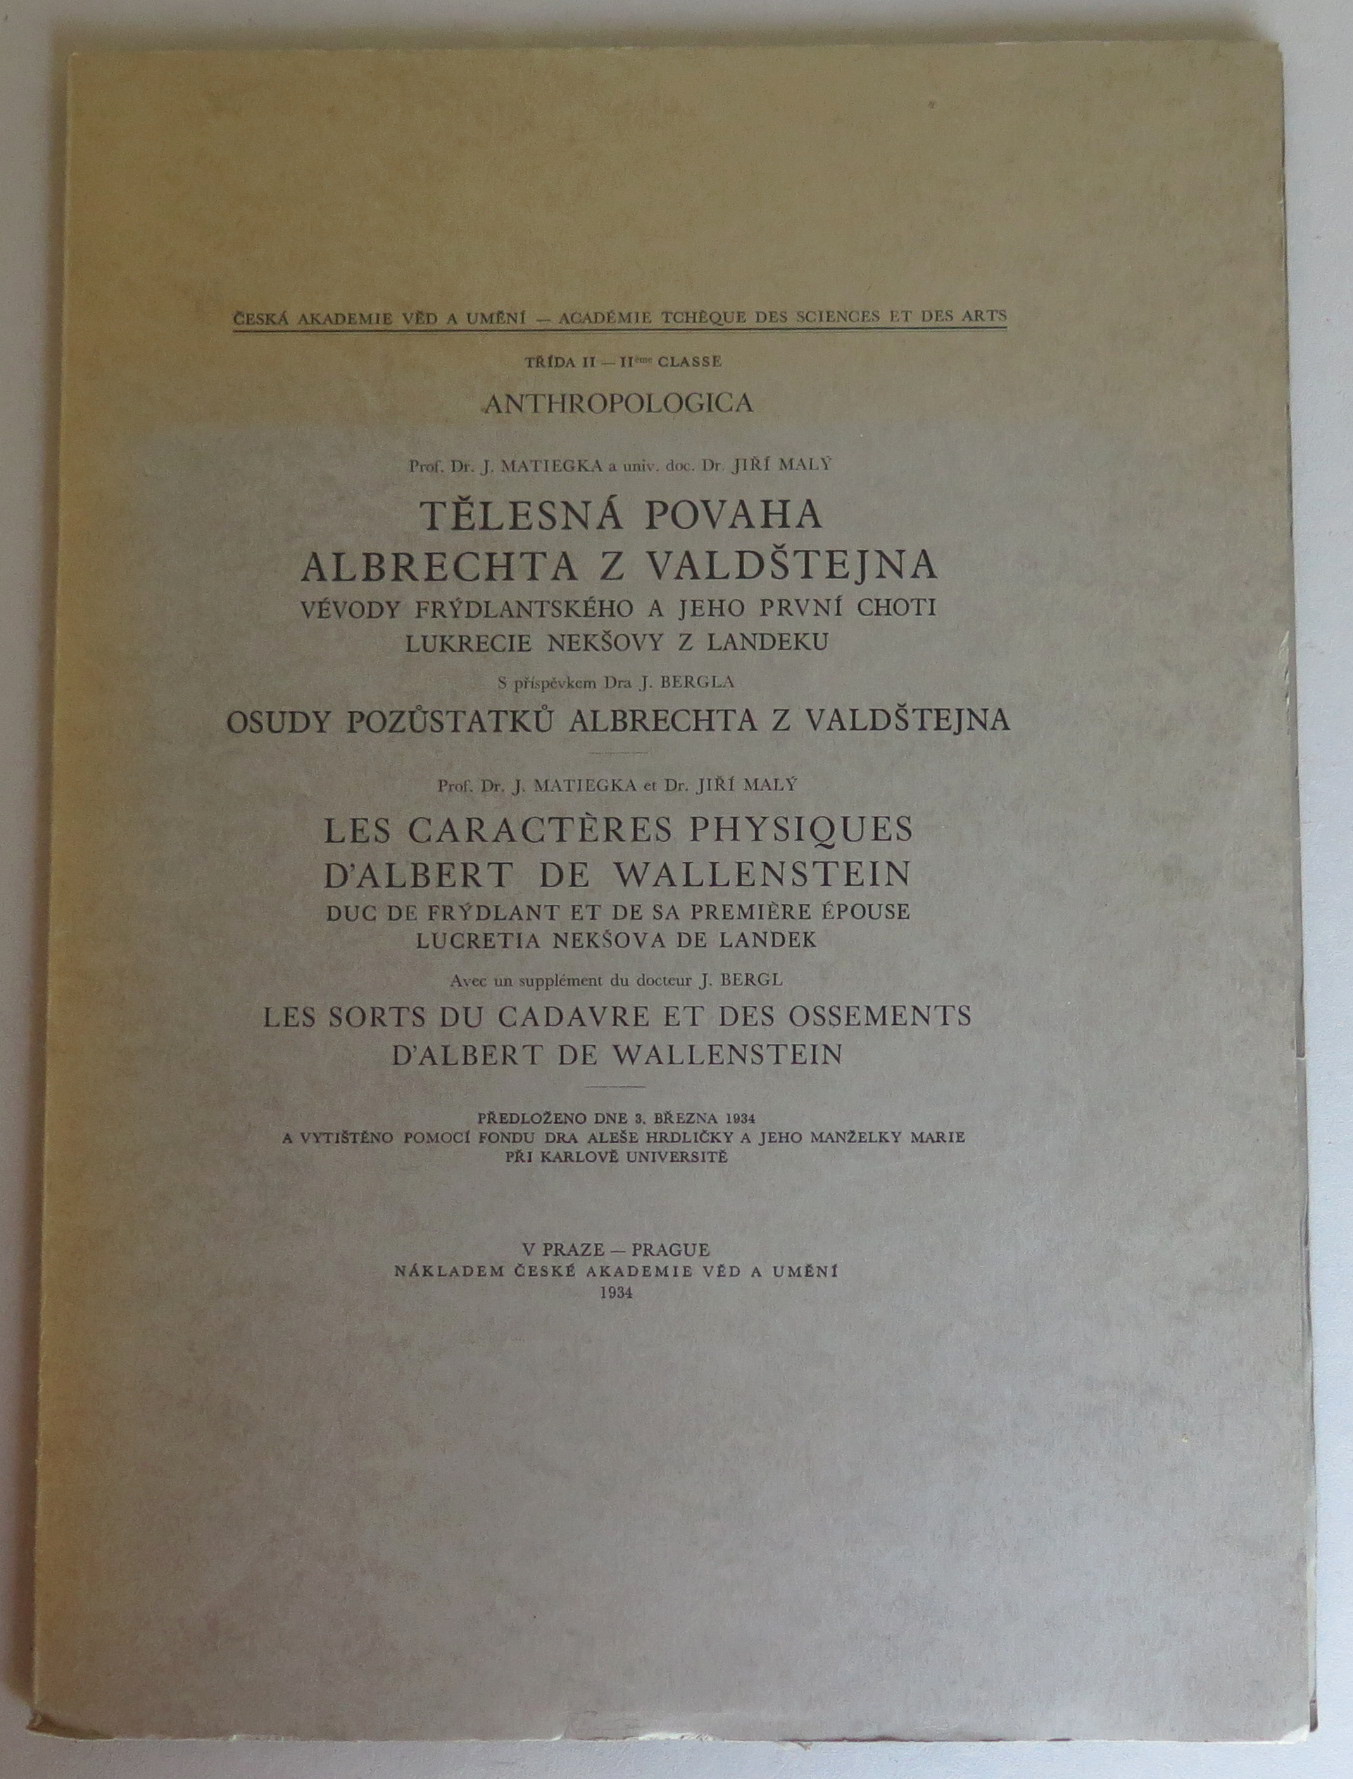 ČESKÁ AKADEMIE VĚD A UMĚNÍ — ACADÉMIE TCHÈQUE DES SCIENCES ET DES ARTS
TŘÍDA II — IIème CLASSE
ANTHROPOLOGICA
Prof. Dr. J. MATIEGKA a univ. doc. Dr. JIŘÍ MALÝ
TĚLESNÁ POVAHA
ALBRECHTA Z VALDŠTEJNA
VÉVODY FRÝDLANTSKÉHO A JEHO PRVNÍ CHOTI
LUKRECIE NEKŠOVY Z LANDEKU
S příspěvkem Dra J. BERGLA
OSUDY POZŮSTATKŮ ALBRECHTA Z VALDŠTEJNA
Prof. Dr. J. MATIEGKA et Dr. JIŘÍ MALÝ
LES CARACTÈRES PHYSIQUES
D'ALBERT DE WALLENSTEIN
DUC DE FRÝDLANT ET DE SA PREMIÈRE ÉPOUSE
LUCRETIA NEKŠOVA DE LANDEK
Avec un supplément du docteur J. BERGL
LES SORTS DU CADAVRE ET DES OSSEMENTS
D'ALBERT DE WALLENSTEIN
PŘEDLOŽENO DNE 3. BŘEZNA 1934
A VYTIŠTĚNO POMOCÍ FONDU DRA ALEŠE HRDLIČKY A JEHO MANŽELKY MARIE
PŘI KARLOVĚ UNIVERSITĚ
V PRAZE — PRAGUE
NÁKLADEM ČESKÉ AKADEMIE VĚD A UMĚNÍ
1934